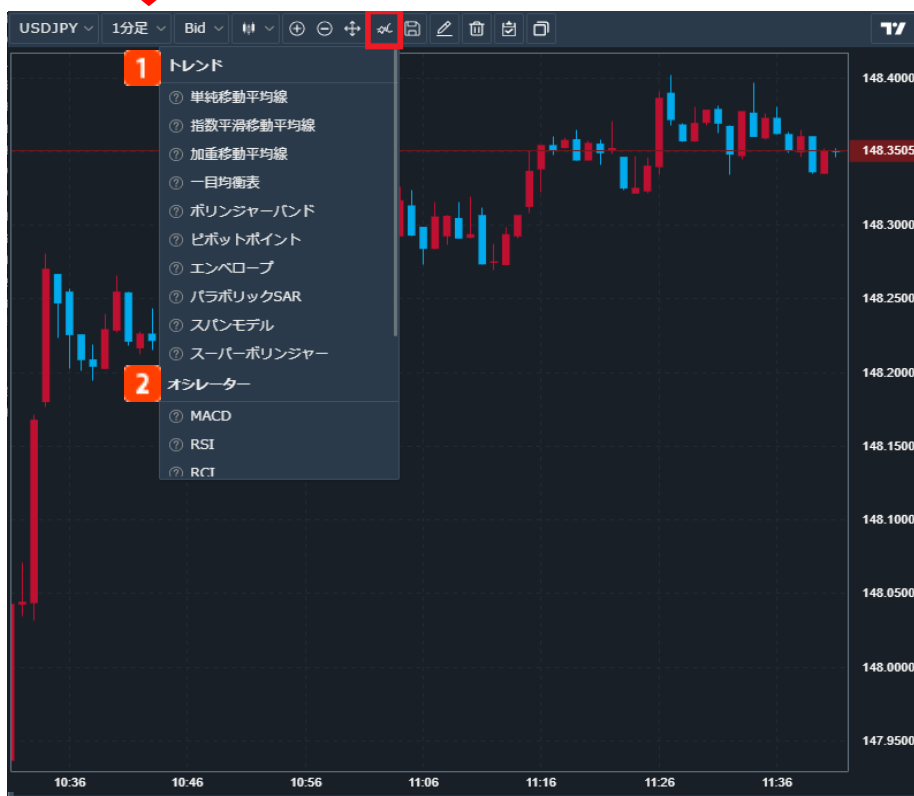 USDJPY 1分足 Bid
148.4000
1 トレンド
単純移動平均線
指数平滑移動平均線
加重移動平均線
148.3505
一目均衡表
ボリンジャーバンド
148.3000
ピボットポイント
エンベロープ
パラボリックSAR
148.2500
スパンモデル
スーパーボリンジャー
148.2000
2 オシレーター
MACD
RSI
148.1500
RCI
148.1000
148.0500
148.0000
147.9500
10:36 10:46 10:56 11:06 11:16 11:26 11:36